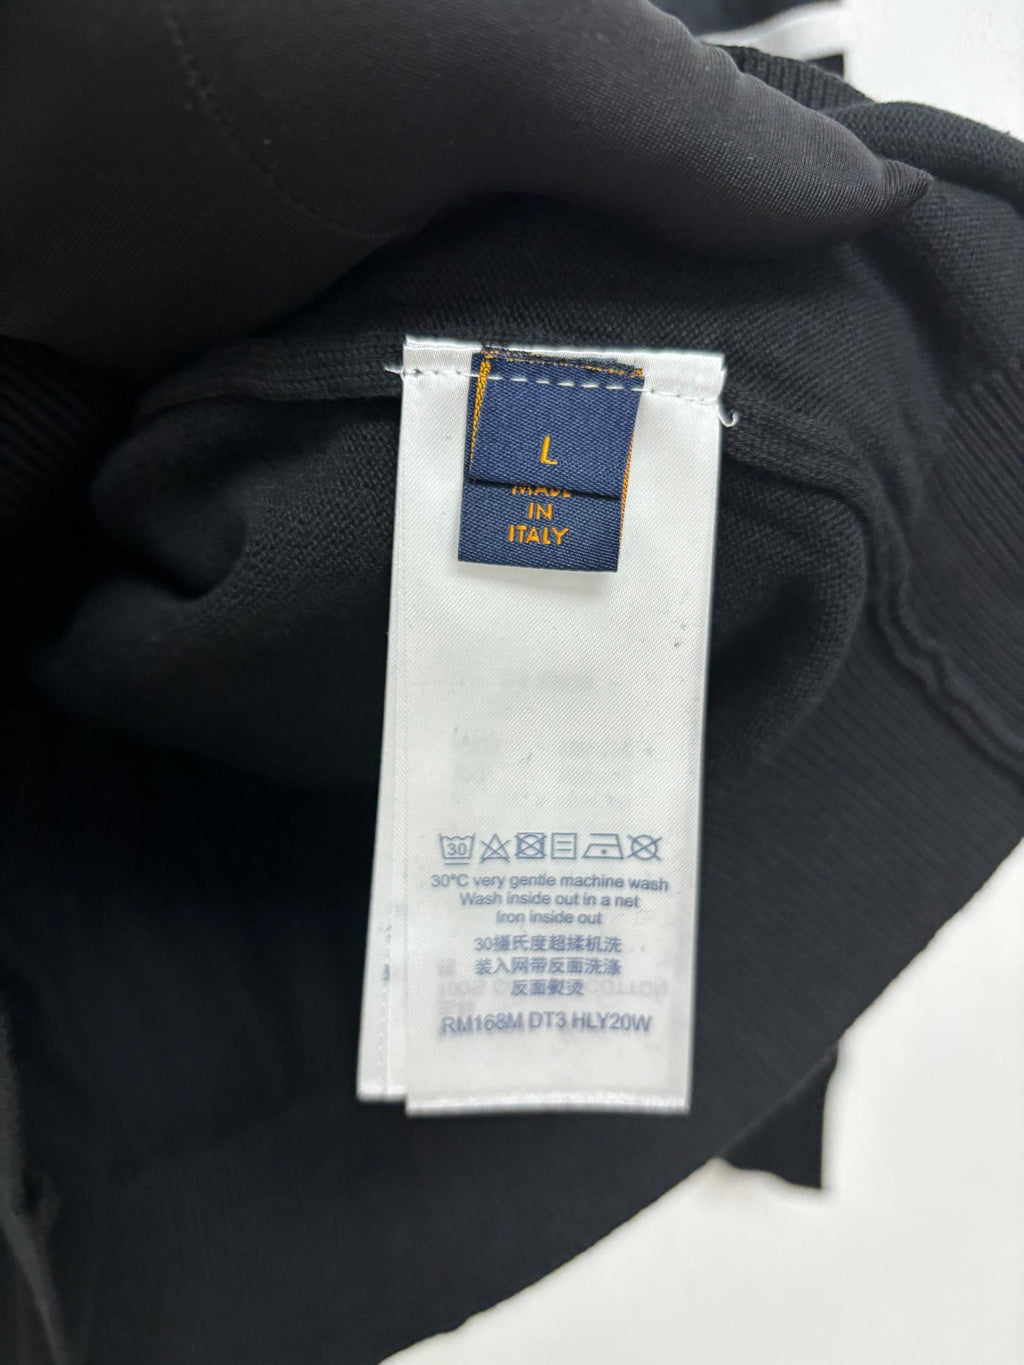 L
MADE
IN
ITALY
30
30°C very gentle machine wash
Wash inside out in a net
Iron inside out
30摄氏度超揉机洗
装入网带反面洗涤
反面熨烫
RM168M DT3 HLY20W